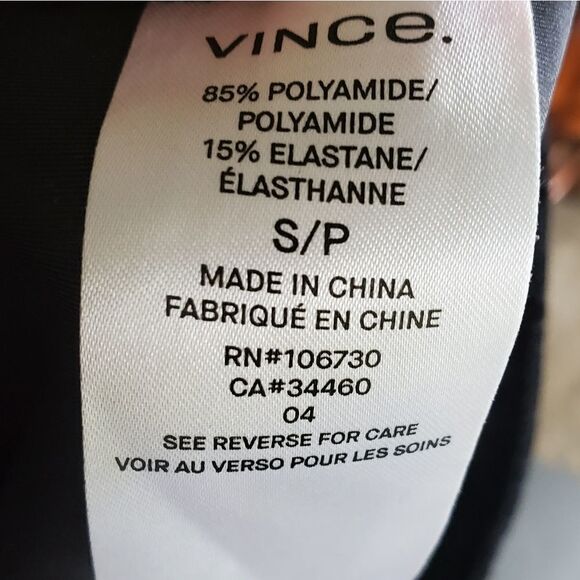 VINCe.
85% POLYAMIDE/
POLYAMIDE
15% ELASTANE/
ÉLASTHANNE
S/P
MADE IN CHINA
FABRIQUÉ EN CHINE
RN#106730
CA#34460
04
SEE REVERSE FOR CARE
VOIR AU VERSO POUR LES SOINS